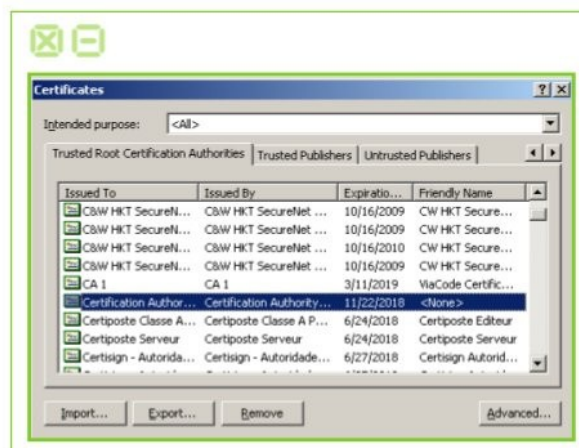 Certificates
Intended purpose: <All>
Trusted Root Certification Authorities Trusted Publishers Untrusted Publishers
Issued To Issued By Expiratio... Friendly Name
C&W HKT SecureN... C&W HKT SecureNet ... 10/16/2009 CW HKT Secure...
C&W HKT SecureN... C&W HKT SecureNet ... 10/16/2009 CW HKT Secure...
C&W HKT SecureN... C&W HKT SecureNet ... 10/16/2010 CW HKT Secure...
C&W HKT SecureN... C&W HKT SecureNet ... 10/16/2009 CW HKT Secure...
CA 1 CA 1 3/11/2019 ViaCode Certific...
Certification Author... Certification Authority... 11/22/2018 <None>
Certiposte Classe A... Certiposte Classe A P... 6/24/2018 Certiposte Editeur
Certiposte Serveur Certiposte Serveur 6/24/2018 Certiposte Serveur
Certisign - Autorida... Certisign - Autoridade... 6/27/2018 Certisign Autorid...
Import... Export... Remove Advanced...